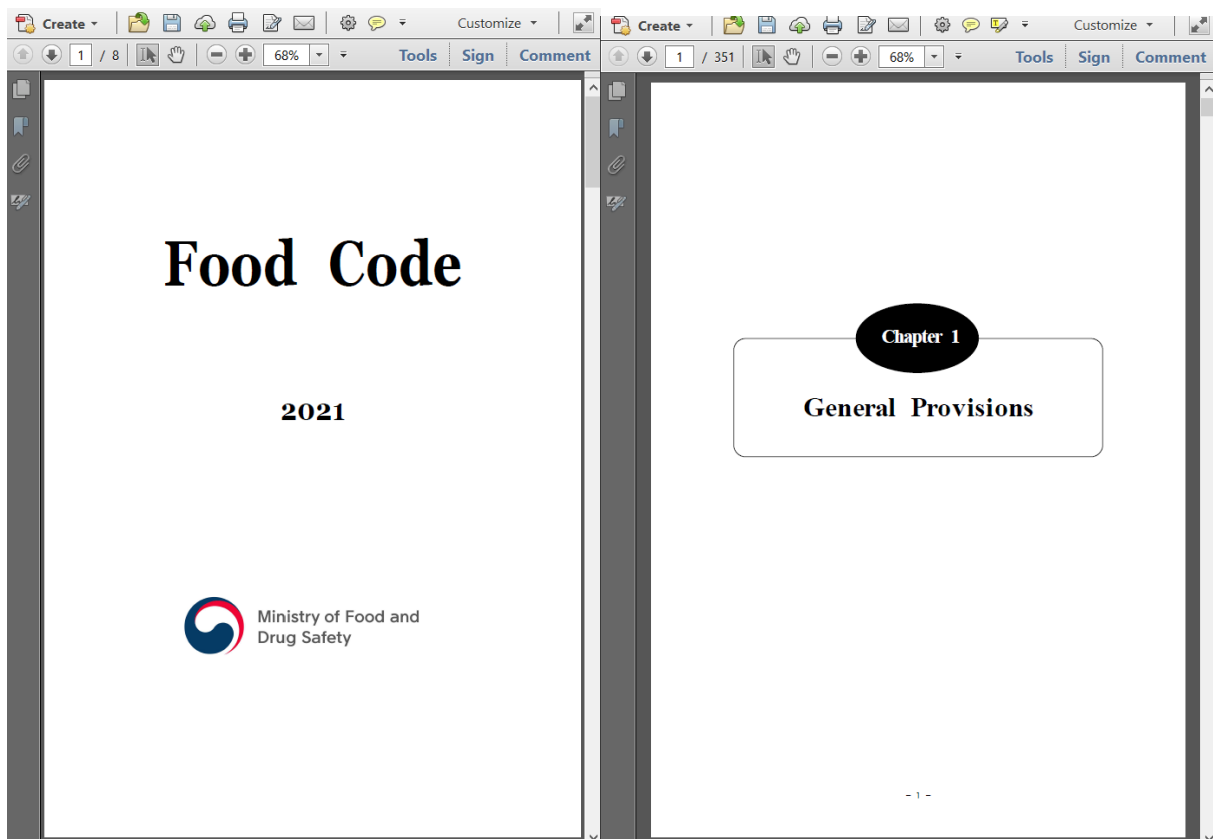 Create
Customize
1 / 8
68%
Tools
Sign
Comment
Food Code
2021
Ministry of Food and
Drug Safety
Create
Customize
1 / 351
68%
Tools
Sign
Comment
Chapter 1
General Provisions
- 1 -